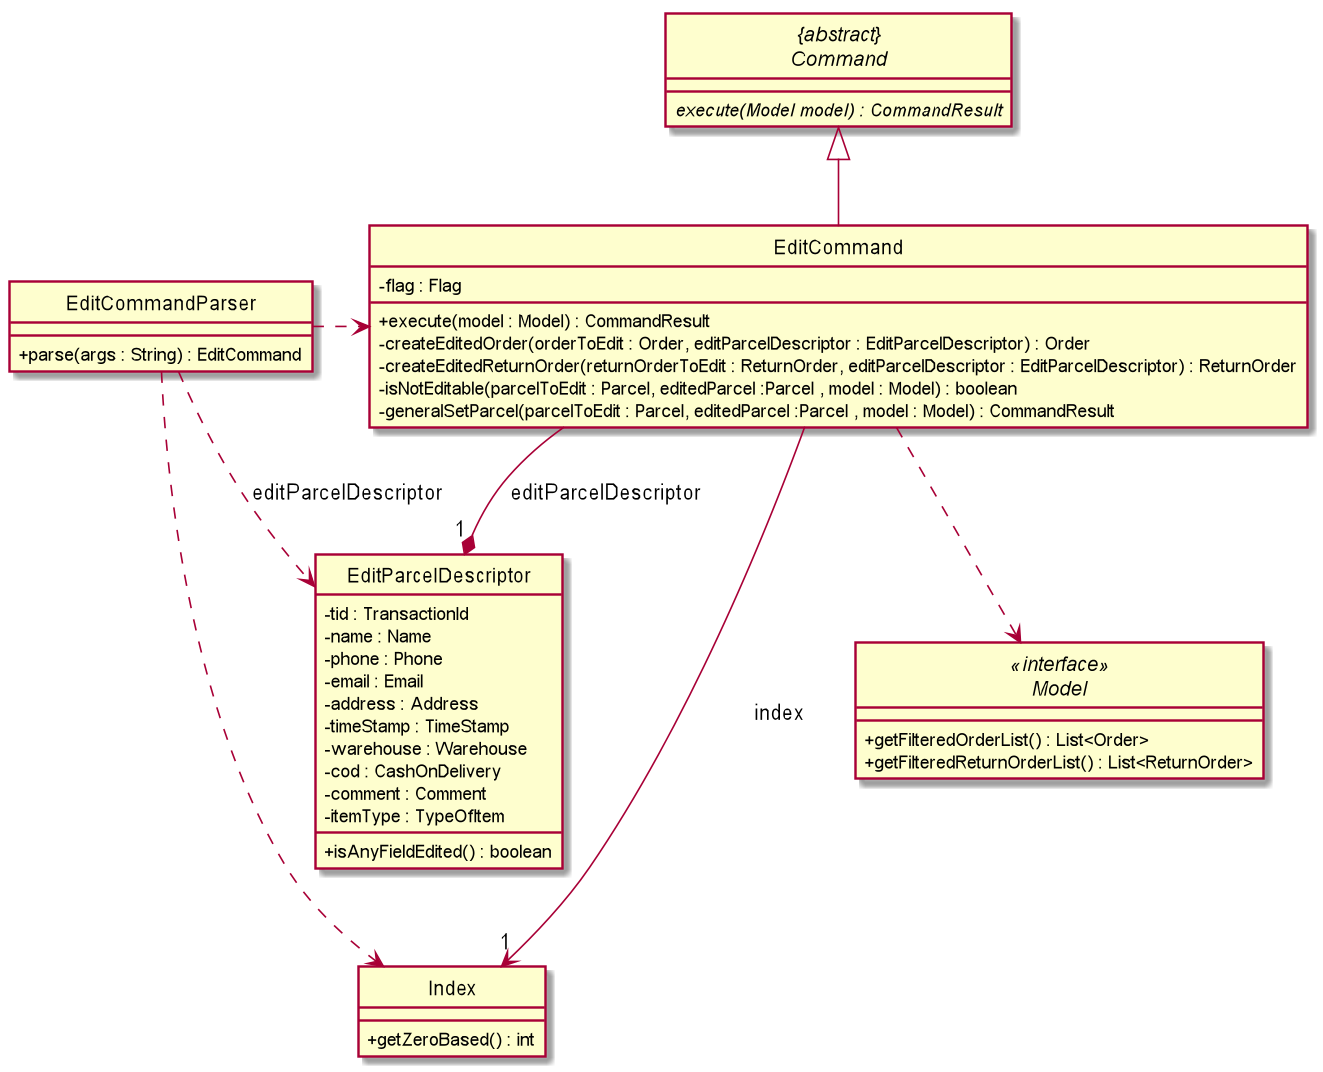 {abstract}
Command
execute(Model model) : CommandResult
EditCommand
-flag : Flag
+execute(model : Model) : CommandResult
-createEditedOrder(orderToEdit : Order, editParcelDescriptor : EditParcelDescriptor) : Order
-createEditedReturnOrder(returnOrderToEdit : ReturnOrder, editParcelDescriptor : EditParcelDescriptor) : ReturnOrder
-isNotEditable(parcelToEdit : Parcel, editedParcel :Parcel , model : Model) : boolean
-generalSetParcel(parcelToEdit : Parcel, editedParcel :Parcel , model : Model) : CommandResult
EditCommandParser
+parse(args : String) : EditCommand
editParcelDescriptor
editParcelDescriptor
1
EditParcelDescriptor
-tid : TransactionId
-name : Name
-phone : Phone
-email : Email
-address : Address
-timeStamp : TimeStamp
-warehouse : Warehouse
-cod : CashOnDelivery
-comment : Comment
-itemType : TypeOfItem
+isAnyFieldEdited() : boolean
«interface»
Model
+getFilteredOrderList() : List<Order>
+getFilteredReturnOrderList() : List<ReturnOrder>
index
1
Index
+getZeroBased() : int